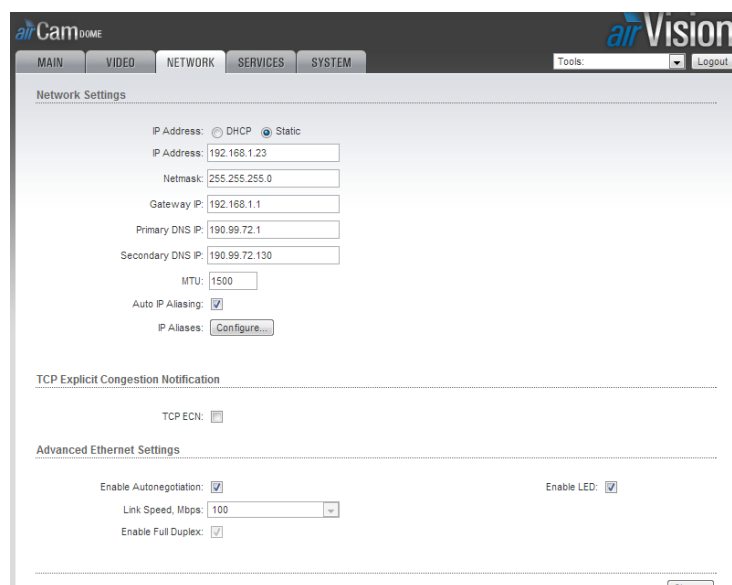 airCam DOME
airVision
MAIN VIDEO NETWORK SERVICES SYSTEM
Tools: Logout
Network Settings
IP Address: DHCP Static
IP Address: 192.168.1.23
Netmask: 255.255.255.0
Gateway IP: 192.168.1.1
Primary DNS IP: 190.99.72.1
Secondary DNS IP: 190.99.72.130
MTU: 1500
Auto IP Aliasing:
IP Aliases: Configure...
TCP Explicit Congestion Notification
TCP ECN:
Advanced Ethernet Settings
Enable Autonegotiation: Enable LED:
Link Speed, Mbps: 100
Enable Full Duplex: